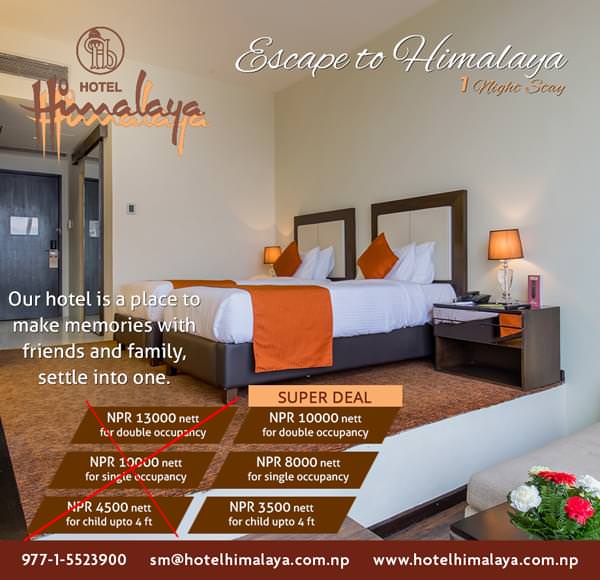 HOTEL
Himalaya
Escape to Himalaya
1 Night Stay
Our hotel is a place to
make memories with
friends and family,
settle into one.
SUPER DEAL
NPR 13000 nett
for double occupancy
NPR 10000 nett
for double occupancy
NPR 10000 nett
for single occupancy
NPR 8000 nett
for single occupancy
NPR 4500 nett
for child upto 4 ft
NPR 3500 nett
for child upto 4 ft
977-1-5523900 sm@hotelhimalaya.com.np www.hotelhimalaya.com.np